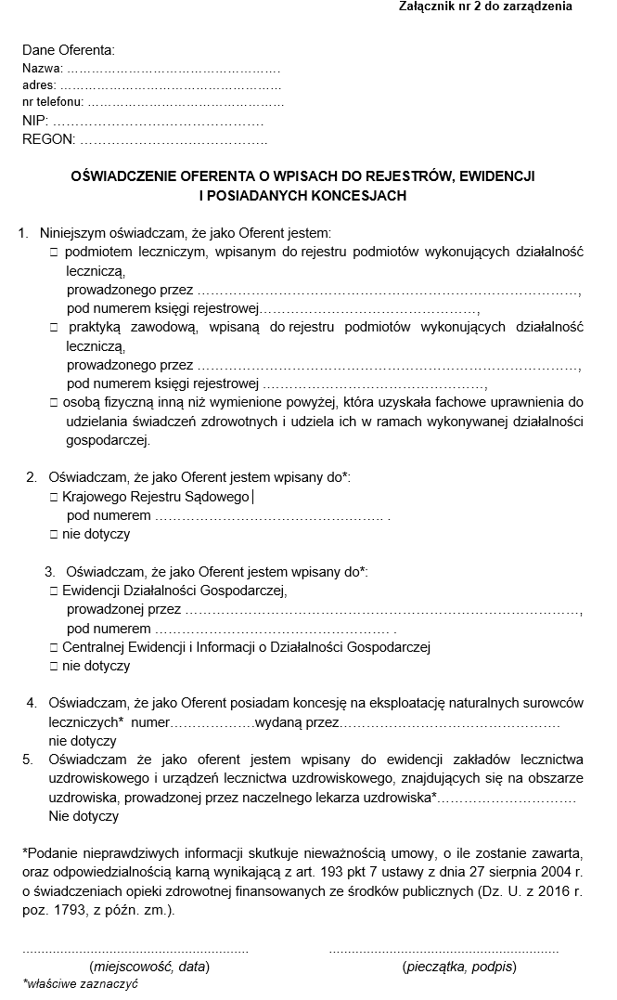 Załącznik nr 2 do zarządzenia
Dane Oferenta:
Nazwa: …………………………………………….
adres: ………………………………………………
nr telefonu: …………………………………………
NIP: ……………………………………….
REGON: …………………………………..
OŚWIADCZENIE OFERENTA O WPISACH DO REJESTRÓW, EWIDENCJI
I POSIADANYCH KONCESJACH
1. Niniejszym oświadczam, że jako Oferent jestem:
□ podmiotem leczniczym, wpisanym do rejestru podmiotów wykonujących działalność
leczniczą,
prowadzonego przez …………………………………………………………………………,
pod numerem księgi rejestrowej…………………………………………,
□ praktyką zawodową, wpisaną do rejestru podmiotów wykonujących działalność
leczniczą,
prowadzonego przez …………………………………………………………………………,
pod numerem księgi rejestrowej …………………………………………,
□ osobą fizyczną inną niż wymienione powyżej, która uzyskała fachowe uprawnienia do
udzielania świadczeń zdrowotnych i udziela ich w ramach wykonywanej działalności
gospodarczej.
2. Oświadczam, że jako Oferent jestem wpisany do*:
□ Krajowego Rejestru Sądowego
pod numerem ………………………………………….. .
□ nie dotyczy
3. Oświadczam, że jako Oferent jestem wpisany do*:
□ Ewidencji Działalności Gospodarczej,
prowadzonej przez ……………………………………………………………………………,
pod numerem …………………………………………… .
□ Centralnej Ewidencji i Informacji o Działalności Gospodarczej
□ nie dotyczy
4. Oświadczam, że jako Oferent posiadam koncesję na eksploatację naturalnych surowców
leczniczych* numer……………….wydaną przez…………………………………………
nie dotyczy
5. Oświadczam że jako oferent jestem wpisany do ewidencji zakładów lecznictwa
uzdrowiskowego i urządzeń lecznictwa uzdrowiskowego, znajdujących się na obszarze
uzdrowiska, prowadzonej przez naczelnego lekarza uzdrowiska*…………………………
Nie dotyczy
*Podanie nieprawdziwych informacji skutkuje nieważnością umowy, o ile zostanie zawarta,
oraz odpowiedzialnością karną wynikającą z art. 193 pkt 7 ustawy z dnia 27 sierpnia 2004 r.
o świadczeniach opieki zdrowotnej finansowanych ze środków publicznych (Dz. U. z 2016 r.
poz. 1793, z późn. zm.).
............................................................. ..............................................................
(miejscowość, data) (pieczątka, podpis)
*właściwe zaznaczyć